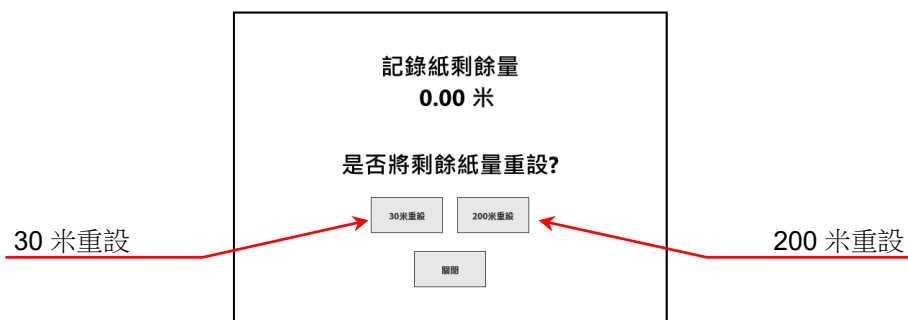 記錄紙剩餘量
0.00 米
是否將剩餘紙量重設?
30米重設 200米重設
30 米重設
200 米重設
關閉